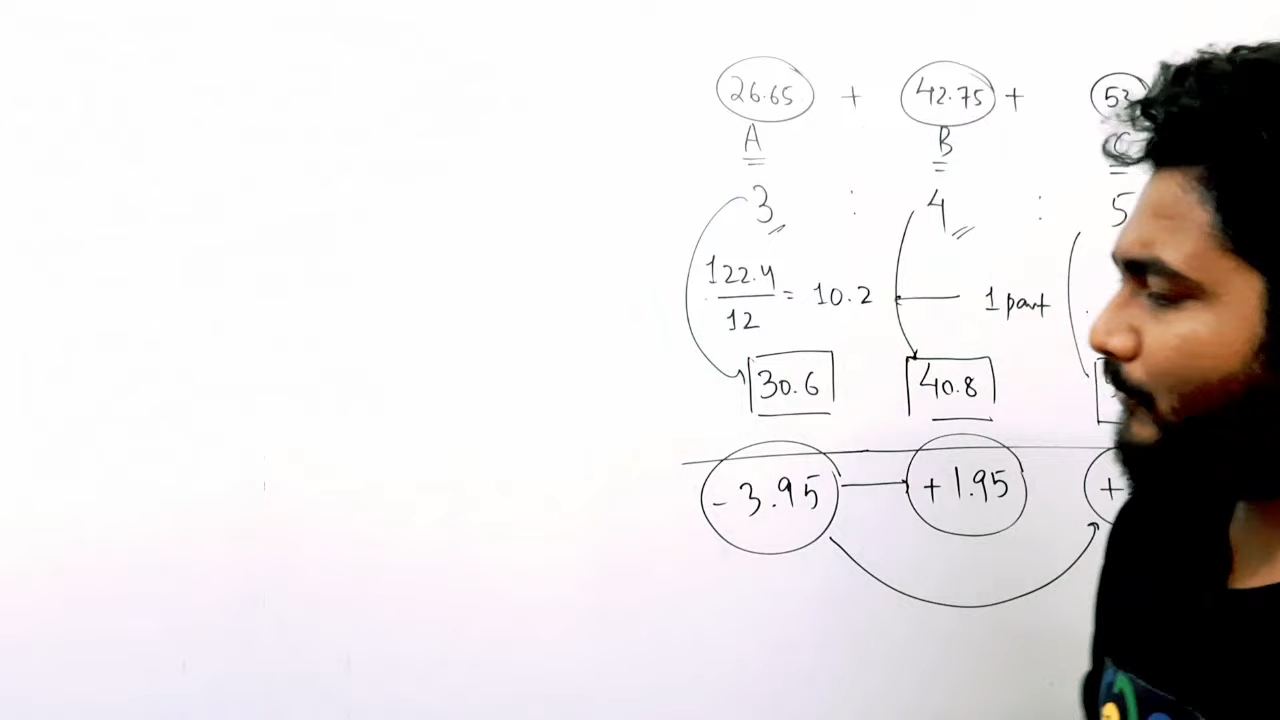 26.65 + 42.75 + 53
A B C
3 : 4 : 5
122.4
12
= 10.2 1 part
30.6 40.8
- 3.95 + 1.95 +